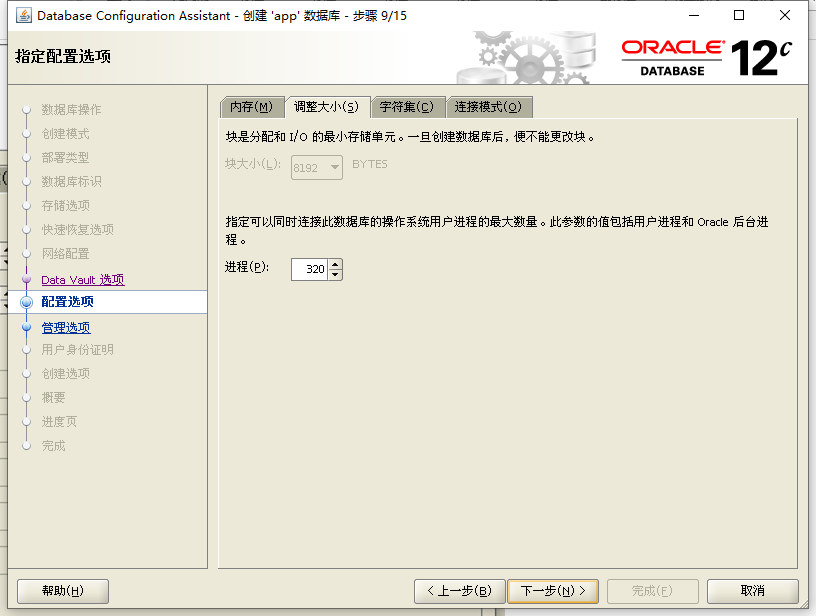 Database Configuration Assistant - 创建 'app' 数据库 - 步骤 9/15
指定配置选项
ORACLE®
DATABASE
12c
数据库操作
创建模式
部署类型
数据库标识
存储选项
快速恢复选项
网络配置
Data Vault 选项
配置选项
管理选项
用户身份证明
创建选项
概要
进度页
完成
内存(M) 调整大小(S) 字符集(C) 连接模式(O)
块是分配和 I/O 的最小存储单元。一旦创建数据库后，便不能更改块。
块大小(L): 8192 BYTES
指定可以同时连接此数据库的操作系统用户进程的最大数量。此参数的值包括用户进程和 Oracle 后台进
程。
进程(P): 320
帮助(H) < 上一步(B) 下一步(N) > 完成(F) 取消